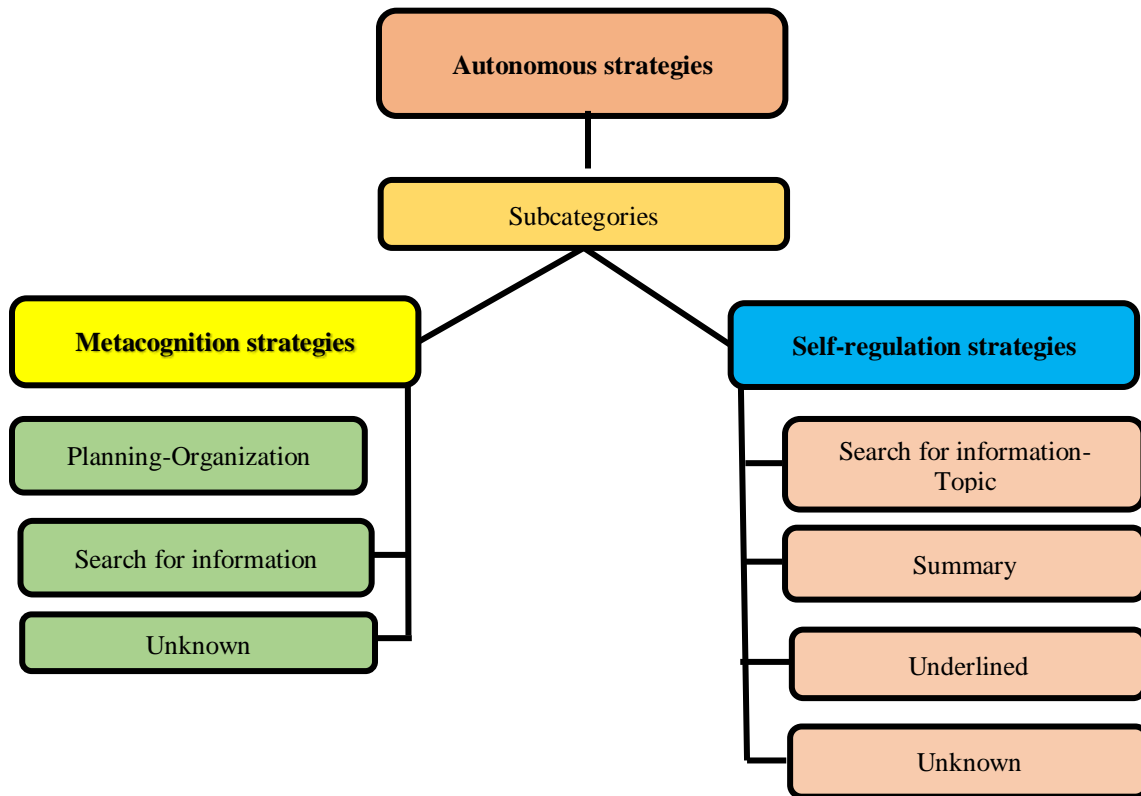 Autonomous strategies
Subcategories
Metacognition strategies
Planning-Organization
Search for information
Unknown
Self-regulation strategies
Search for information-
Topic
Summary
Underlined
Unknown